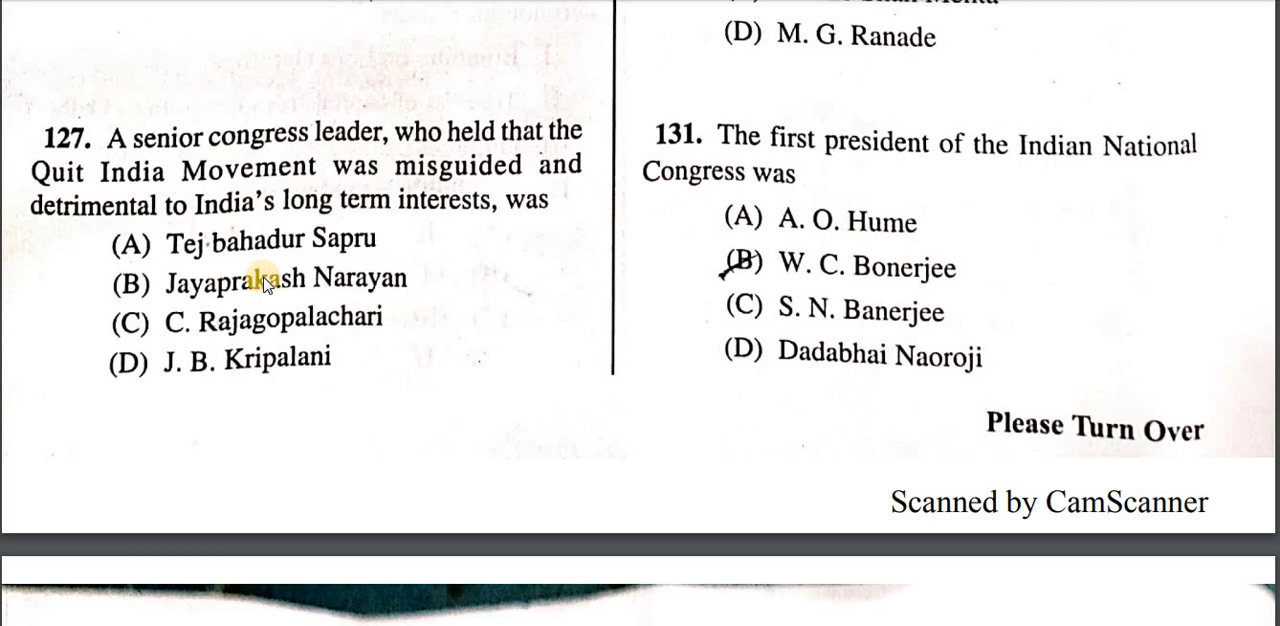 127. A senior congress leader, who held that the
Quit India Movement was misguided and
detrimental to India's long term interests, was
(A) Tej bahadur Sapru
(B) Jayaprakash Narayan
(C) C. Rajagopalachari
(D) J. B. Kripalani
(D) M. G. Ranade
131. The first president of the Indian National
Congress was
(A) A. O. Hume
(B) W. C. Bonerjee
(C) S. N. Banerjee
(D) Dadabhai Naoroji
Please Turn Over
Scanned by CamScanner